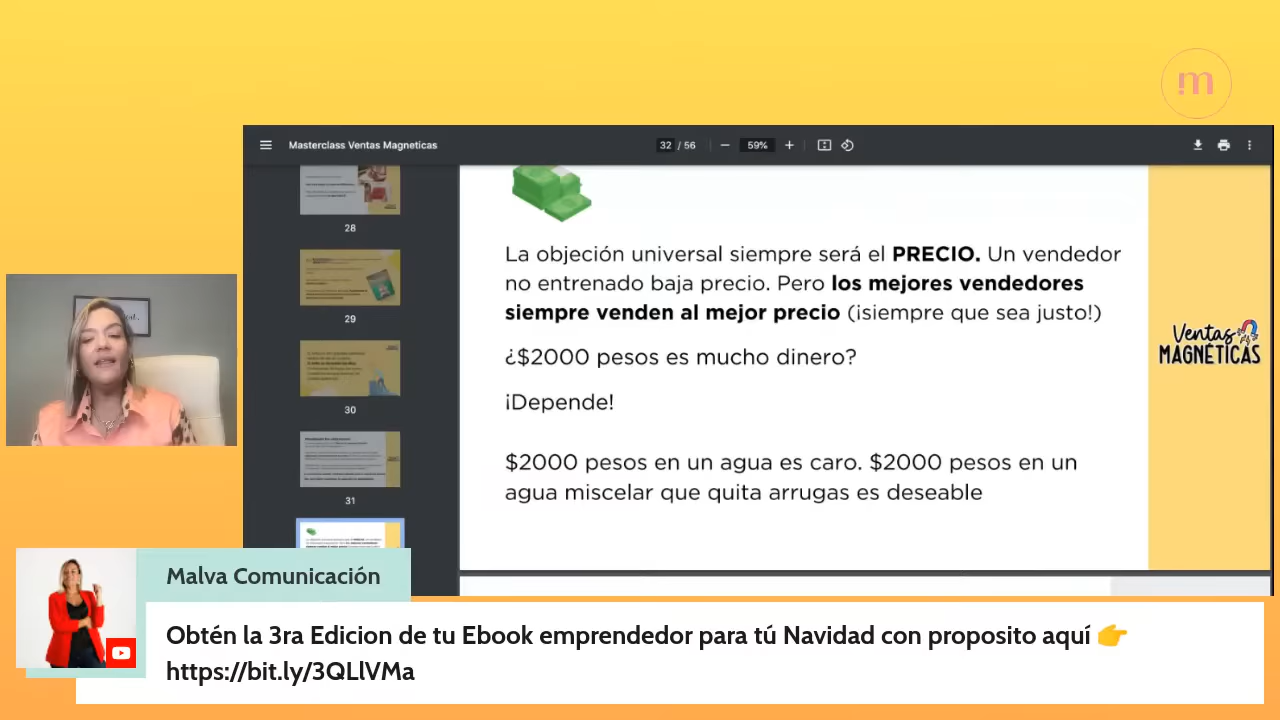 !m
Masterclass Ventas Magneticas
32 / 56
59%
28
29
30
31
La objeción universal siempre será el PRECIO. Un vendedor
no entrenado baja precio. Pero los mejores vendedores
siempre venden al mejor precio (¡siempre que sea justo!)
¿$2000 pesos es mucho dinero?
¡Depende!
$2000 pesos en un agua es caro. $2000 pesos en un
agua miscelar que quita arrugas es deseable
Ventas
MAGNÉTICAS
Malva Comunicación
Obtén la 3ra Edicion de tu Ebook emprendedor para tú Navidad con proposito aquí 👉
https://bit.ly/3QLlVMa